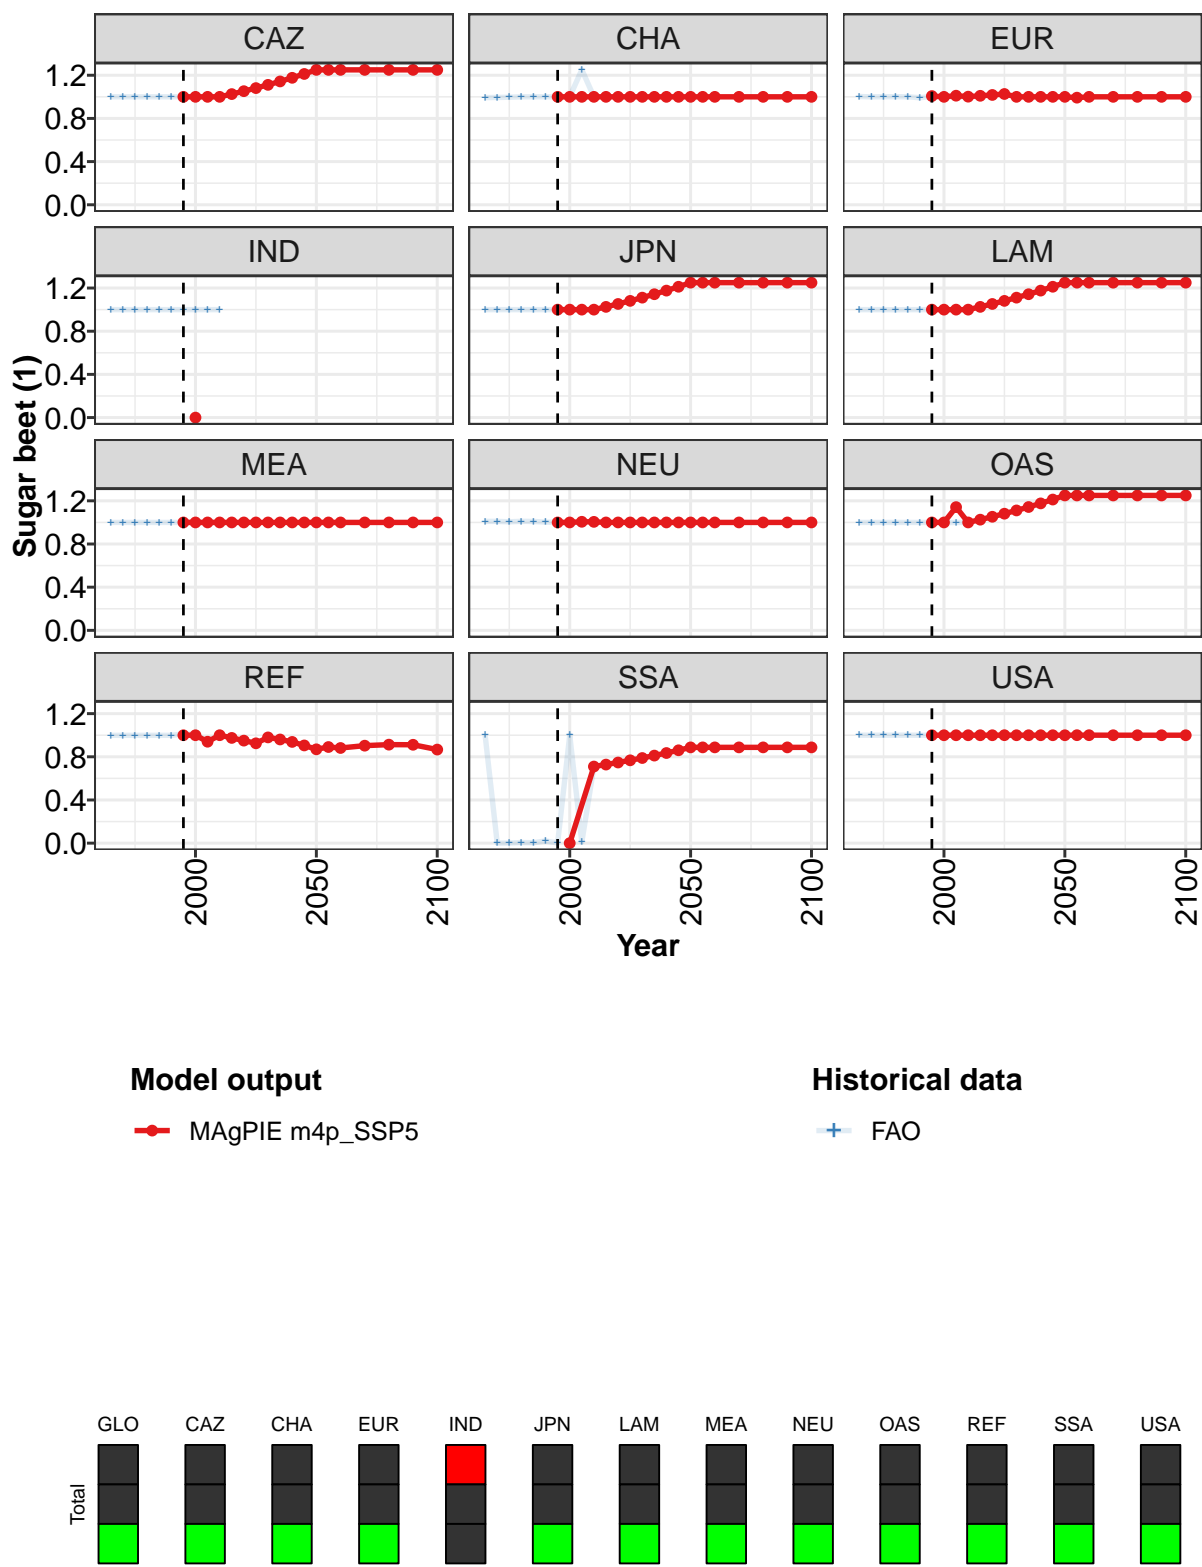 CAZ CHA EUR
1.2
0.8
0.4
0.0
IND JPN LAM
1.2
0.8
0.4
0.0
MEA NEU OAS
1.2
0.8
0.4
0.0
REF SSA USA
1.2
0.8
0.4
0.0
Sugar beet (1)
2000 2050 2100 2000 2050 2100 2000 2050 2100
Year
Model output Historical data
MAgPIE m4p_SSP5 FAO
GLO CAZ CHA EUR IND JPN LAM MEA NEU OAS REF SSA USA
Total